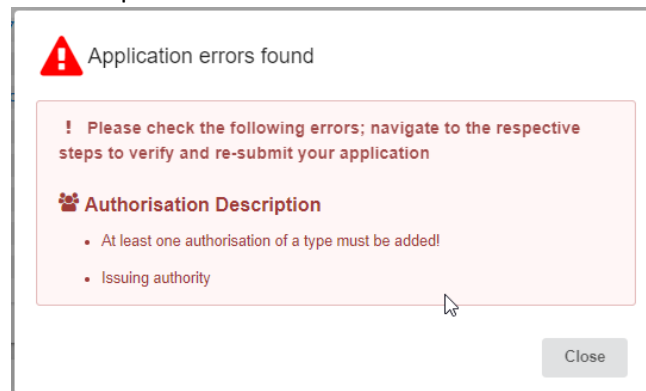 Application errors found
! Please check the following errors; navigate to the respective
steps to verify and re-submit your application
Authorisation Description
• At least one authorisation of a type must be added!
• Issuing authority
Close